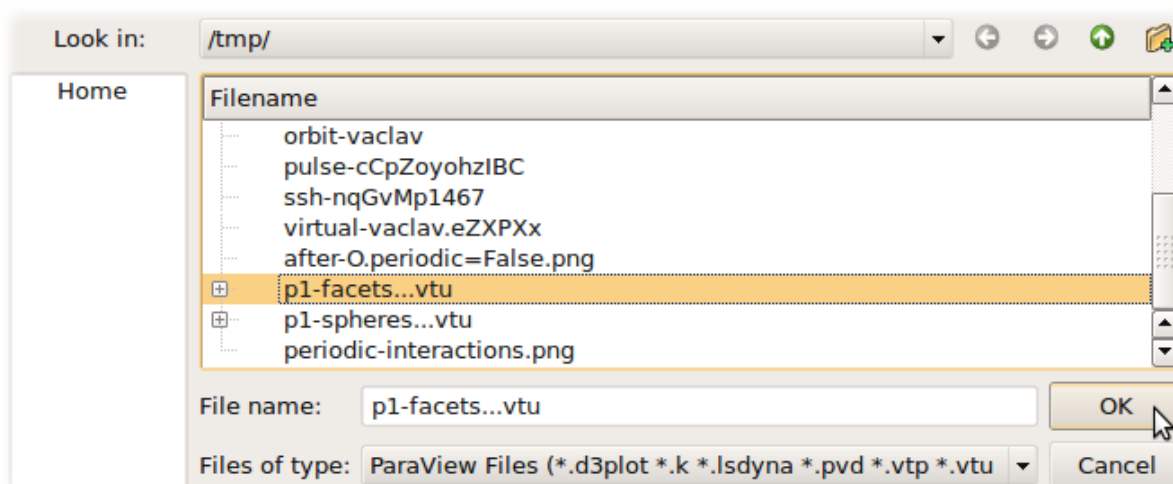 Look in: /tmp/
Home
Filename
orbit-vaclav
pulse-cCpZoyohzIBC
ssh-nqGvMp1467
virtual-vaclav.eZXPXx
after-O.periodic=False.png
p1-facets...vtu
p1-spheres...vtu
periodic-interactions.png
File name: p1-facets...vtu OK
Files of type: ParaView Files (*.d3plot *.k *.lsdyna *.pvd *.vtp *.vtu Cancel